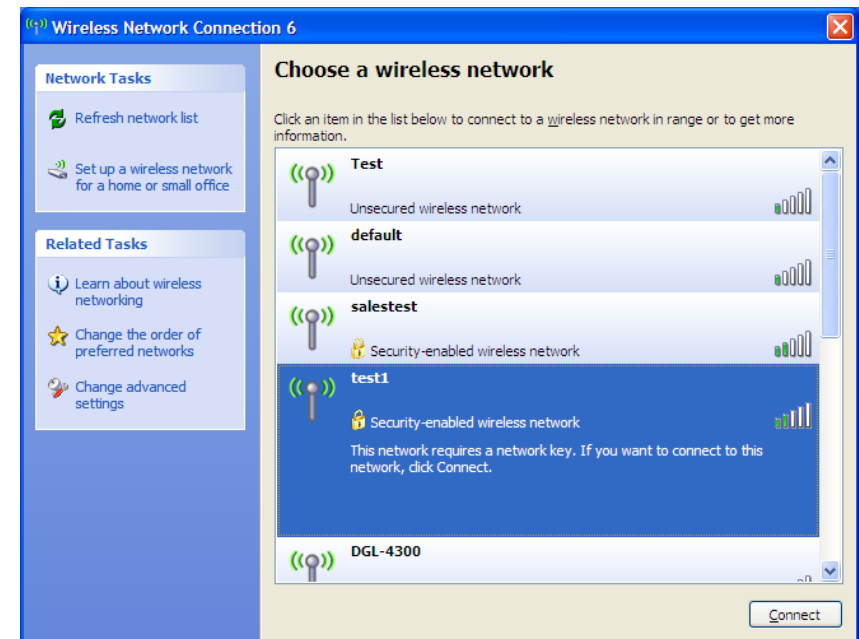 Wireless Network Connection 6
Network Tasks
Refresh network list
Set up a wireless network
for a home or small office
Related Tasks
Learn about wireless
networking
Change the order of
preferred networks
Change advanced
settings
Choose a wireless network
Click an item in the list below to connect to a wireless network in range or to get more
information.
Test
Unsecured wireless network
default
Unsecured wireless network
salestest
Security-enabled wireless network
test1
Security-enabled wireless network
This network requires a network key. If you want to connect to this
network, click Connect.
DGL-4300
Connect